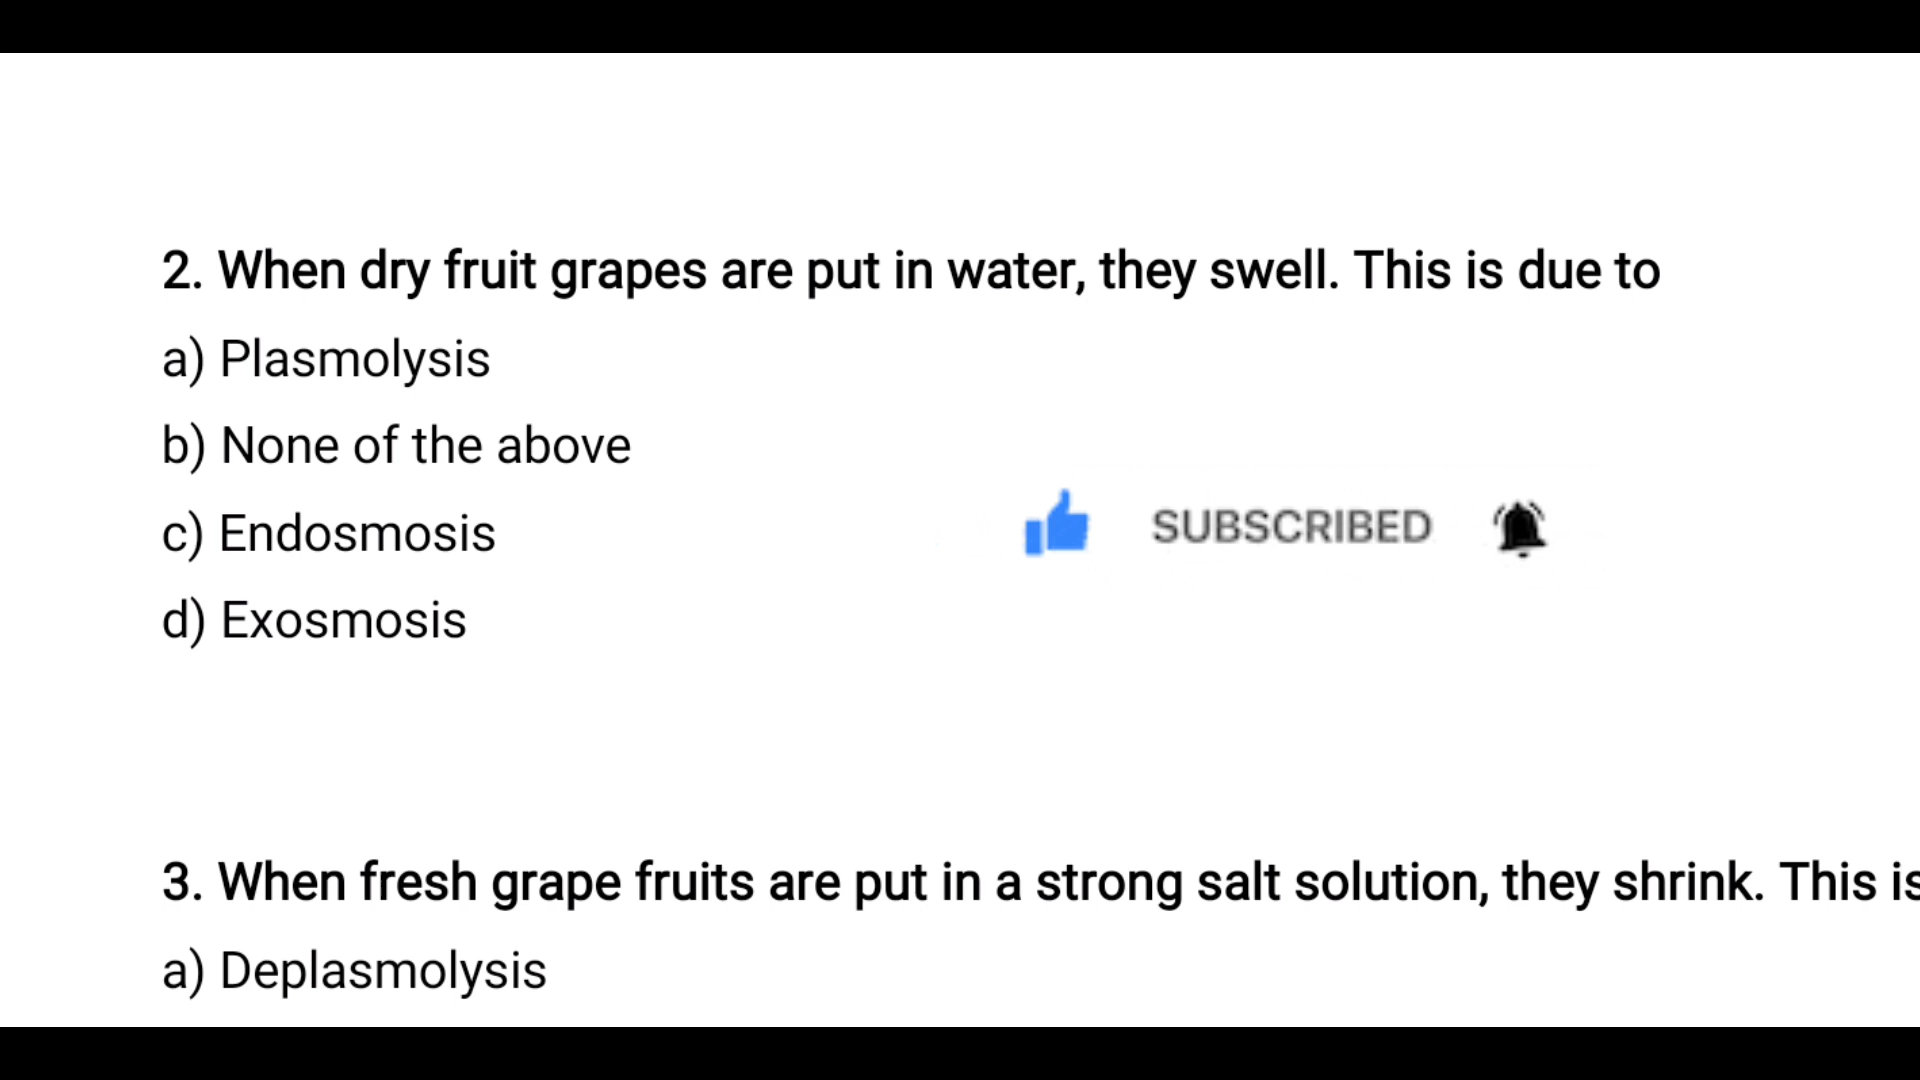 2. When dry fruit grapes are put in water, they swell. This is due to
a) Plasmolysis
b) None of the above
c) Endosmosis
SUBSCRIBED
d) Exosmosis
3. When fresh grape fruits are put in a strong salt solution, they shrink. This is
a) Deplasmolysis